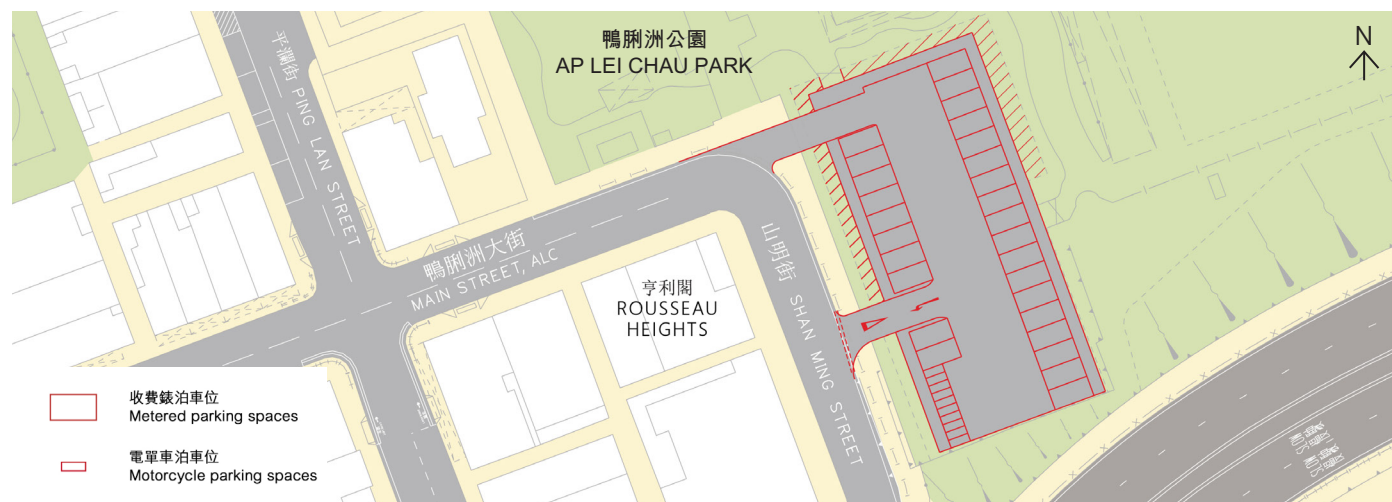 鴨脷洲公園
AP LEI CHAU PARK
N
平瀾街 PING LAN STREET
鴨脷洲大街
MAIN STREET, ALC
山明街 SHAN MING STREET
亨利閣
ROUSSEAU
HEIGHTS
收費錶泊車位
Metered parking spaces
電單車泊車位
Motorcycle parking spaces